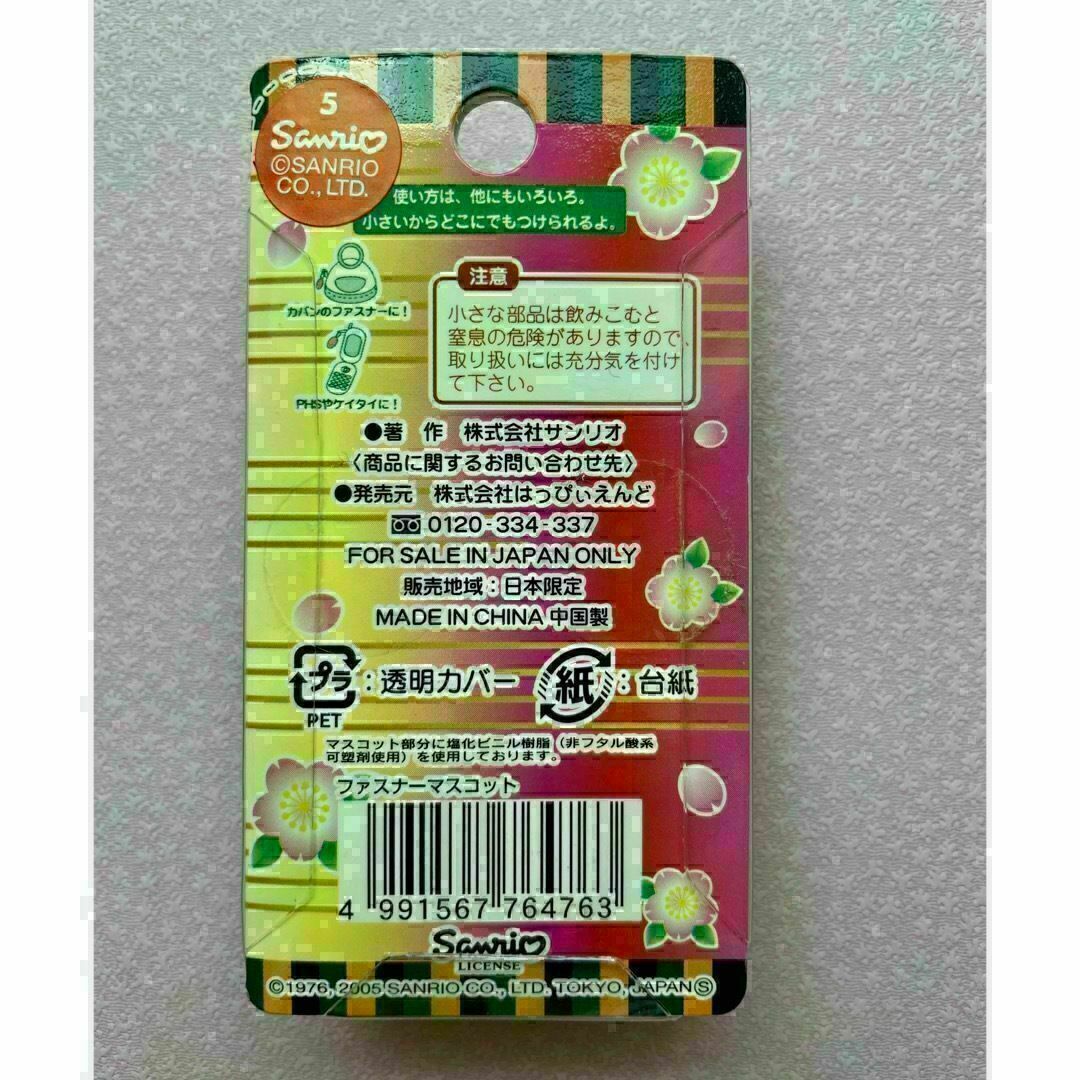 5
Sanrio
©SANRIO
CO., LTD.
使い方は、他にもいろいろ。
小さいからどこにでもつけられるよ。
カバンのファスナーに!
PHSやケイタイに!
注意
小さな部品は飲みこむと
窒息の危険がありますので、
取り扱いには充分気を付け
て下さい。
●著 作 株式会社サンリオ
〈商品に関するお問い合わせ先〉
●発売元 株式会社はっぴぃえんど
0120-334-337
FOR SALE IN JAPAN ONLY
販売地域:日本限定
MADE IN CHINA 中国製
プラ:透明カバー
PET
紙:台紙
マスコット部分に塩化ビニル樹脂(非フタル酸系
可塑剤使用)を使用しております。
ファスナーマスコット
4 991567 764763
Sanrio
LICENSE
©1976, 2005 SANRIO CO., LTD. TOKYO, JAPAN Ⓢ